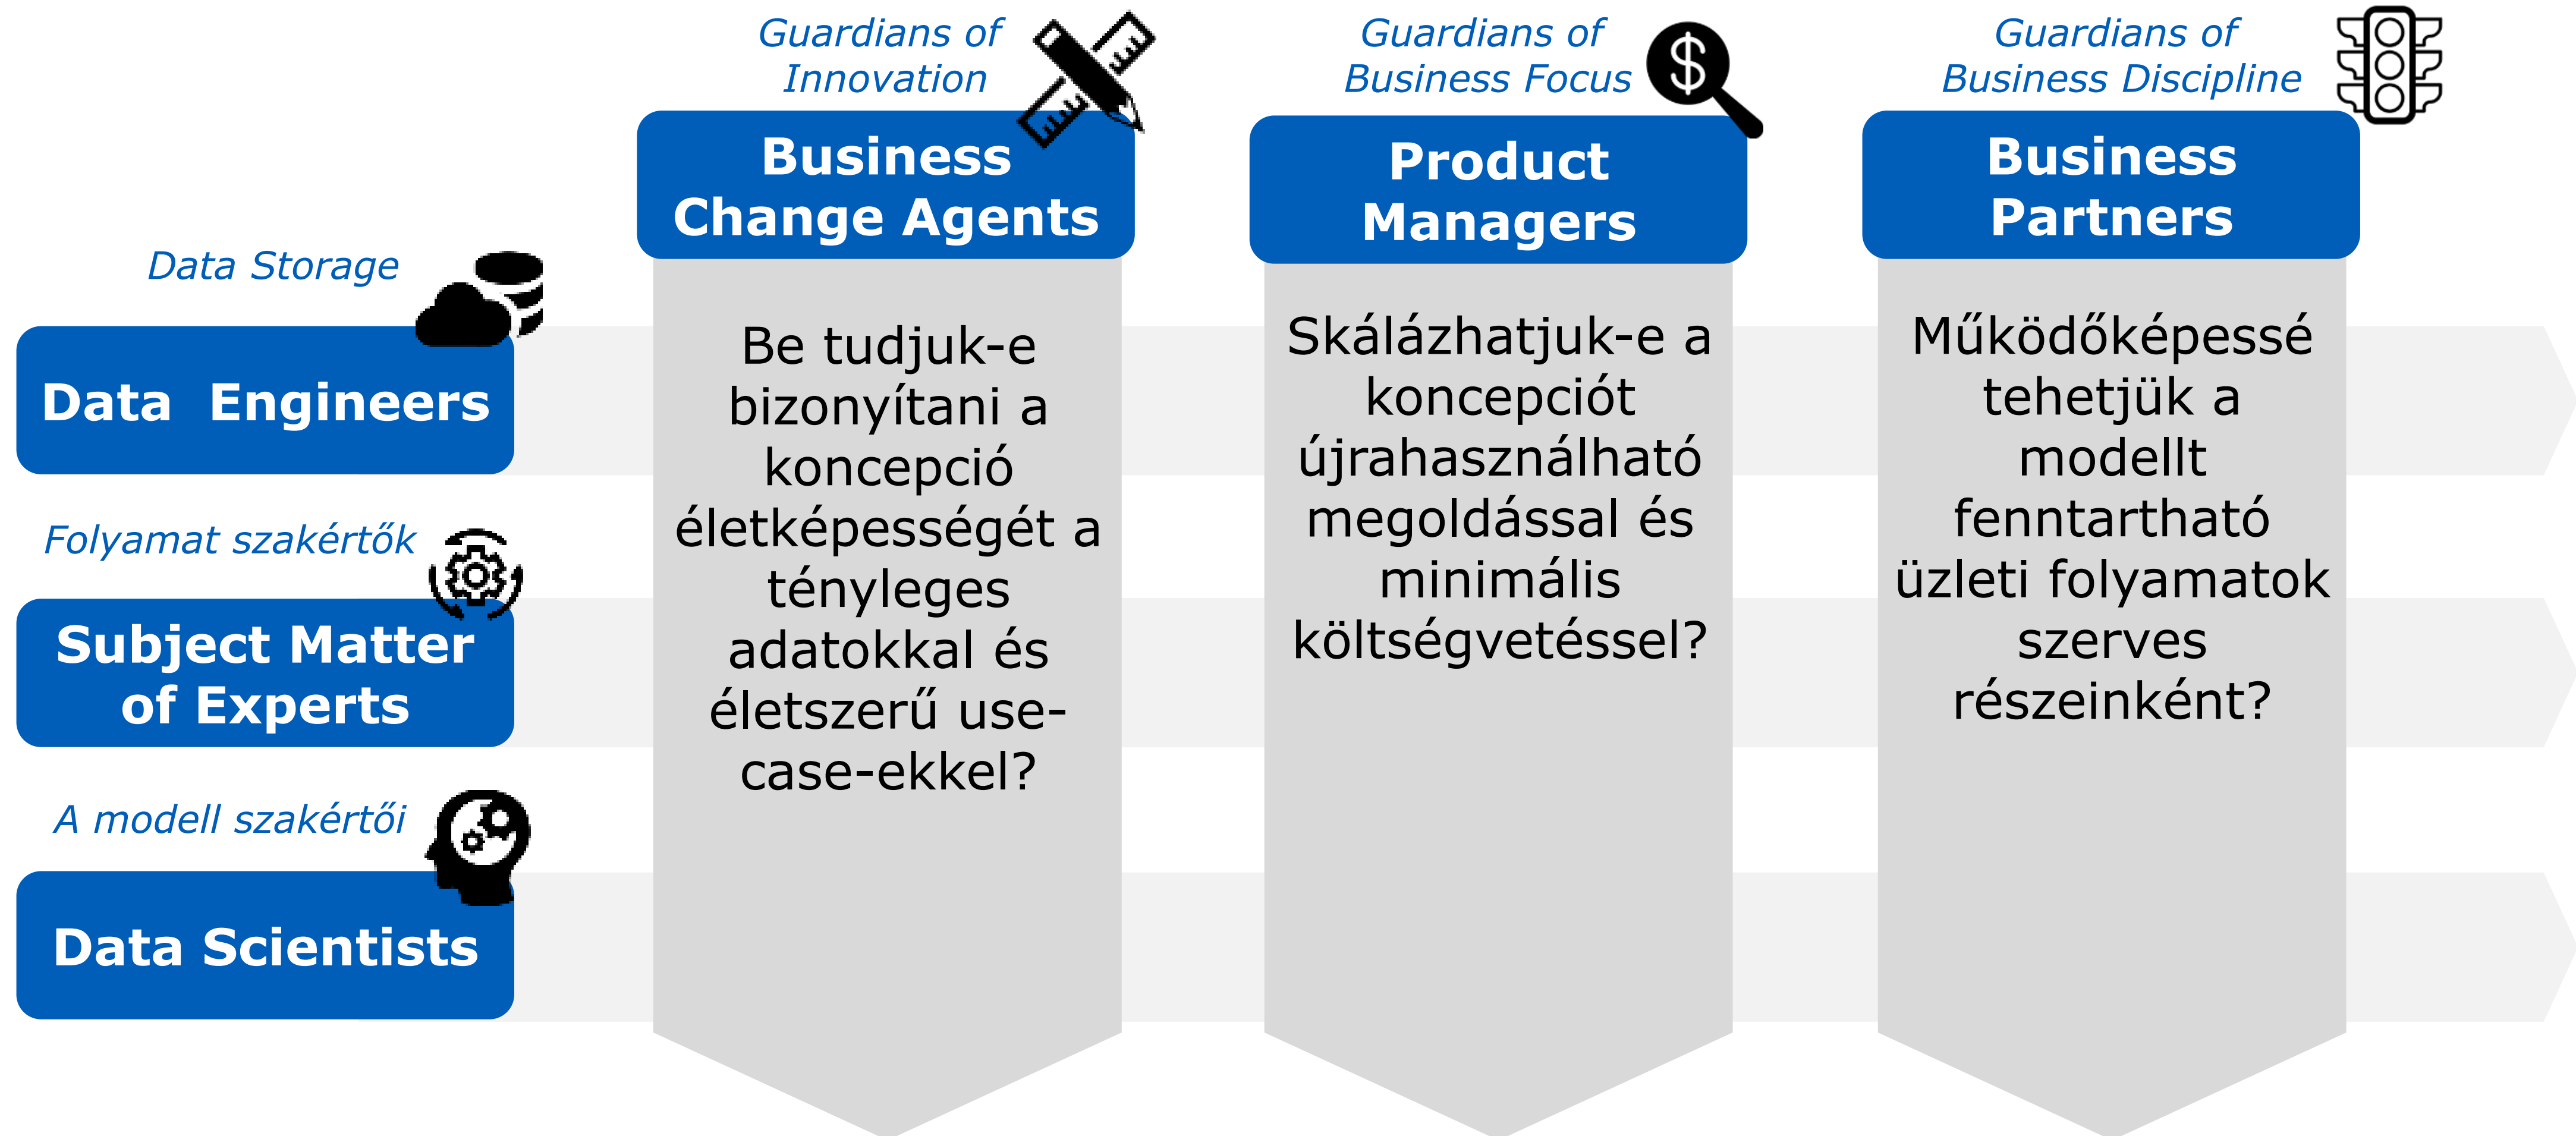 Guardians of
Innovation
Business
Change Agents
Be tudjuk-e
bizonyítani a
koncepció
életképességét a
tényleges
adatokkal és
életszerű use-
case-ekkel?
Guardians of
Business Focus
Product
Managers
Skálázhatjuk-e a
koncepciót
újrahasználható
megoldással és
minimális
költségvetéssel?
Guardians of
Business Discipline
Business
Partners
Működőképessé
tehetjük a
modellt
fenntartható
üzleti folyamatok
szerves
részeinként?
Data Storage
Data  Engineers
Folyamat szakértők
Subject Matter
of Experts
A modell szakértői
Data Scientists